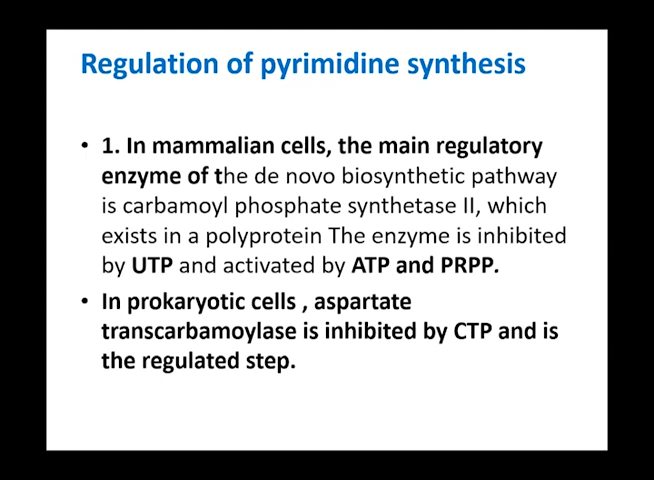 Regulation of pyrimidine synthesis
• 1. In mammalian cells, the main regulatory
enzyme of the de novo biosynthetic pathway
is carbamoyl phosphate synthetase II, which
exists in a polyprotein The enzyme is inhibited
by UTP and activated by ATP and PRPP.
• In prokaryotic cells , aspartate
transcarbamoylase is inhibited by CTP and is
the regulated step.